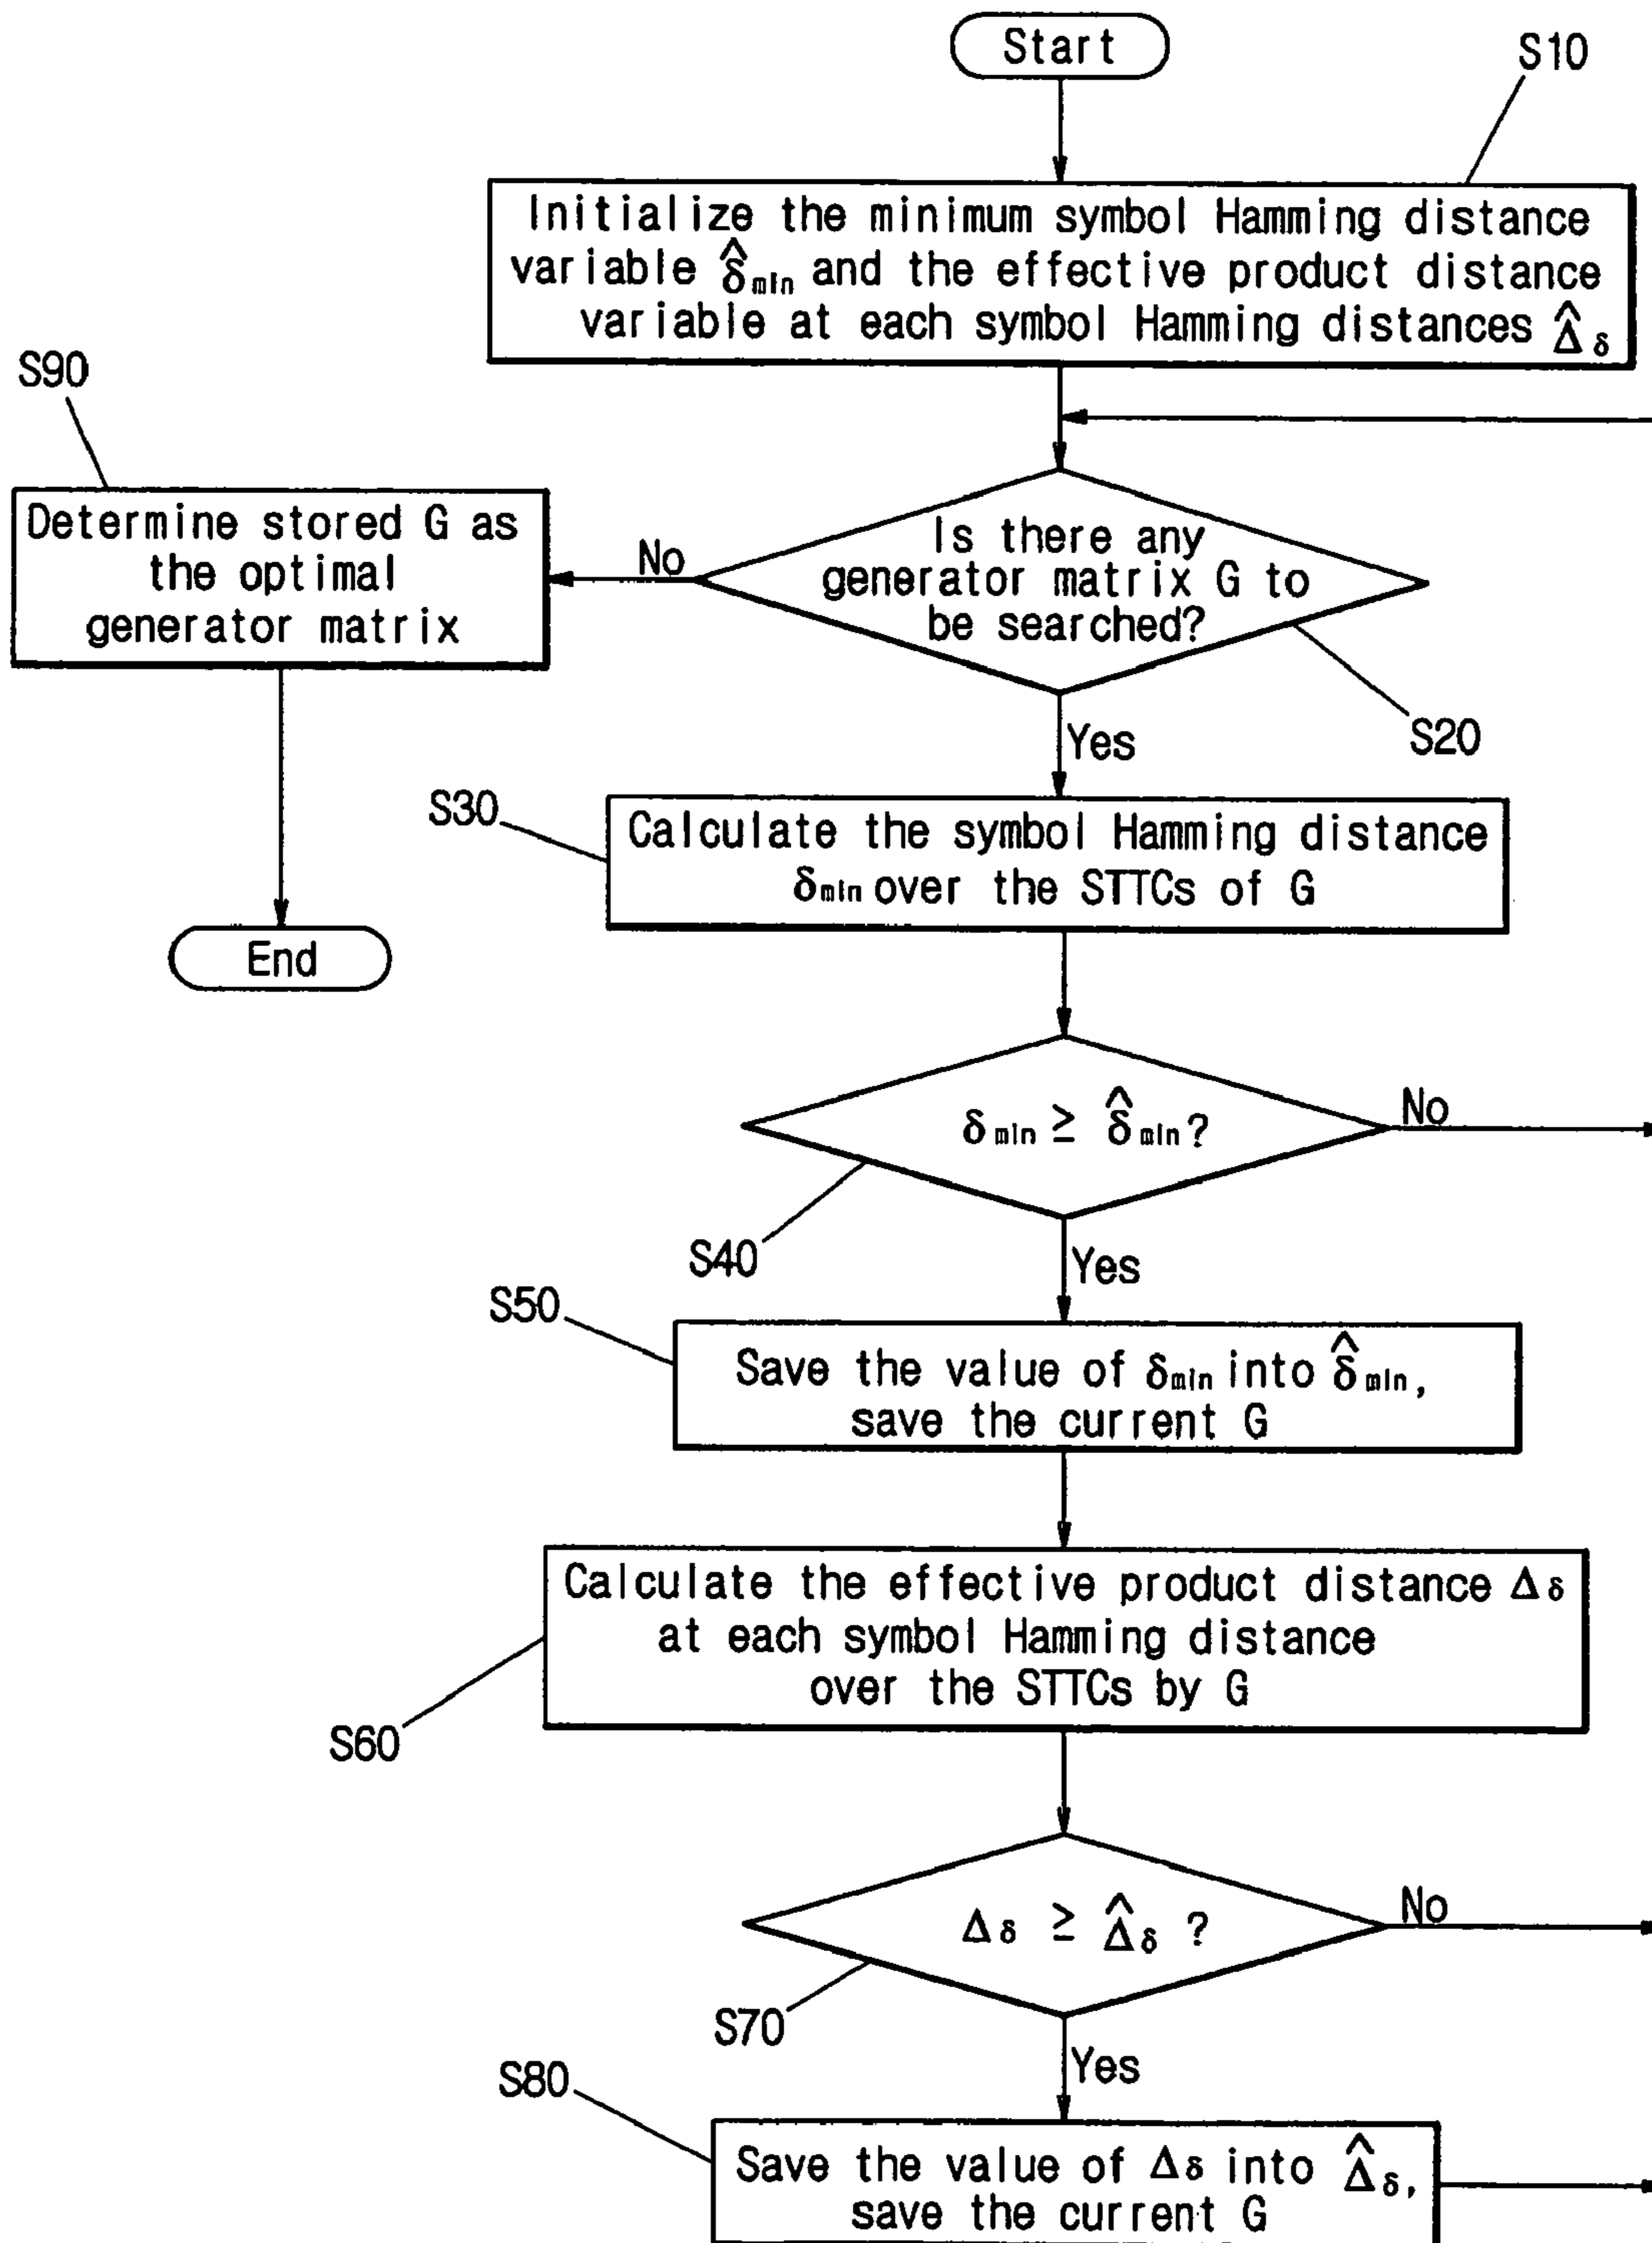 Start
S10
Initialize the minimum symbol Hamming distance
variable δ̂min and the effective product distance
variable at each symbol Hamming distances Δ̂δ
S90
Determine stored G as
the optimal
generator matrix
No
Is there any
generator matrix G to
be searched?
S20
Yes
S30
Calculate the symbol Hamming distance
δmin over the STTCs of G
End
δmin ≥ δ̂min?
No
S40
Yes
S50
Save the value of δmin into δ̂min,
save the current G
Calculate the effective product distance Δδ
at each symbol Hamming distance
over the STTCs by G
S60
Δδ ≥ Δ̂δ ?
No
S70
Yes
S80
Save the value of Δδ into Δ̂δ,
save the current G